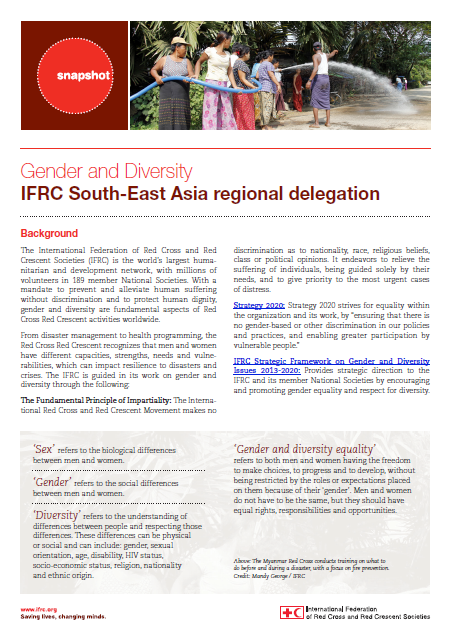 snapshot
Gender and Diversity
IFRC South-East Asia regional delegation
Background
The International Federation of Red Cross and Red
Crescent Societies (IFRC) is the world's largest huma-
nitarian and development network, with millions of
volunteers in 189 member National Societies. With a
mandate to prevent and alleviate human suffering
without discrimination and to protect human dignity,
gender and diversity are fundamental aspects of Red
Cross Red Crescent activities worldwide.
From disaster management to health programming, the
Red Cross Red Crescent recognizes that men and women
have different capacities, strengths, needs and vulne-
rabilities, which can impact resilience to disasters and
crises. The IFRC is guided in its work on gender and
diversity through the following:
The Fundamental Principle of Impartiality: The Interna-
tional Red Cross and Red Crescent Movement makes no
discrimination as to nationality, race, religious beliefs,
class or political opinions. It endeavors to relieve the
suffering of individuals, being guided solely by their
needs, and to give priority to the most urgent cases
of distress.
Strategy 2020: Strategy 2020 strives for equality within
the organization and its work, by "ensuring that there is
no gender-based or other discrimination in our policies
and practices, and enabling greater participation by
vulnerable people."
IFRC Strategic Framework on Gender and Diversity
Issues 2013-2020: Provides strategic direction to the
IFRC and its member National Societies by encouraging
and promoting gender equality and respect for diversity.
'Sex' refers to the biological differences
between men and women.
'Gender' refers to the social differences
between men and women.
'Diversity' refers to the understanding of
differences between people and respecting those
differences. These differences can be physical
or social and can include: gender, sexual
orientation, age, disability, HIV status,
socio-economic status, religion, nationality
and ethnic origin.
'Gender and diversity equality'
refers to both men and women having the freedom
to make choices, to progress and to develop, without
being restricted by the roles or expectations placed
on them because of their 'gender'. Men and women
do not have to be the same, but they should have
equal rights, responsibilities and opportunities.
Above: The Myanmar Red Cross conducts training on what to
do before and during a disaster, with a focus on fire prevention.
Credit: Mandy George / IFRC
www.ifrc.org
Saving lives, changing minds.
International Federation
of Red Cross and Red Crescent Societies